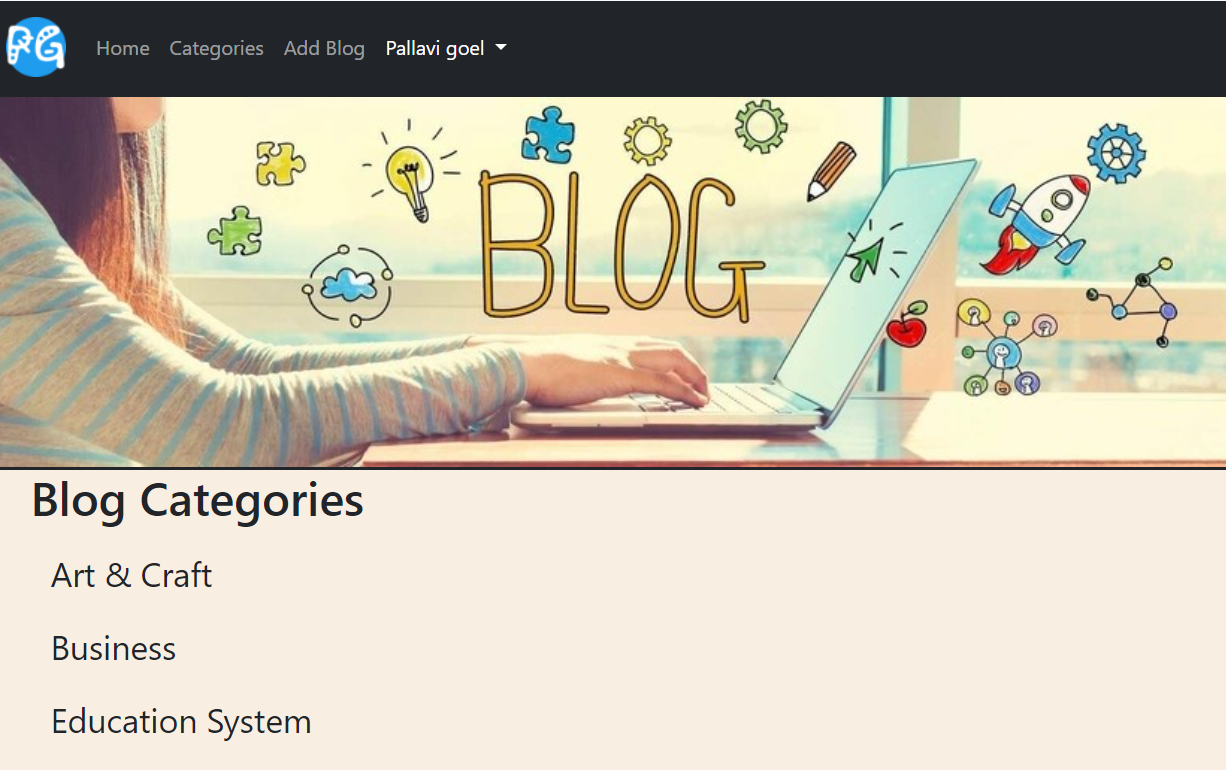 PG
Home Categories Add Blog Pallavi goel
BLOG
Blog Categories
Art & Craft
Business
Education System